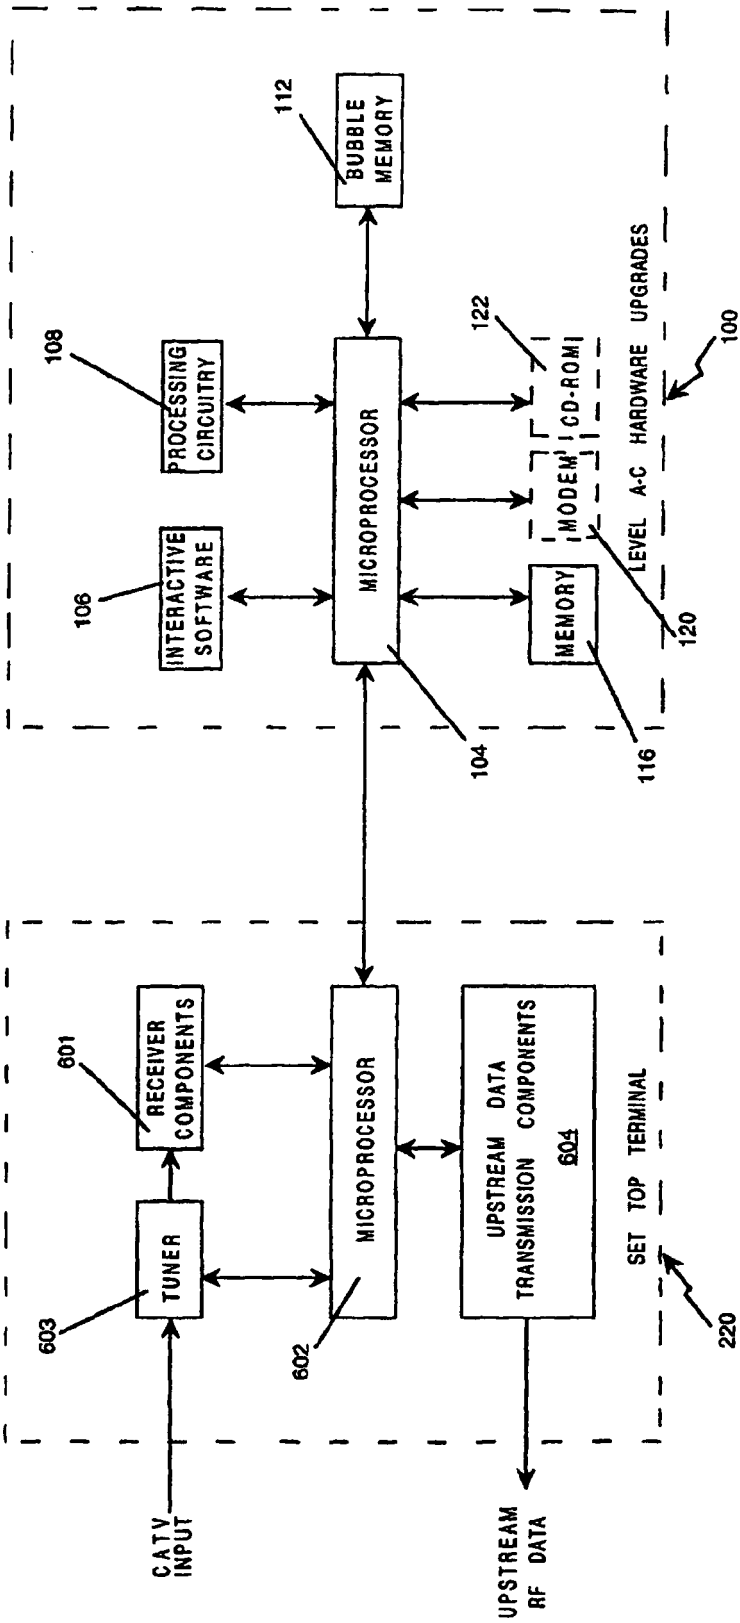 CATV
INPUT
603
TUNER
601
RECEIVER
COMPONENTS
602
MICROPROCESSOR
UPSTREAM DATA
TRANSMISSION COMPONENTS
604
UPSTREAM
RF DATA
SET TOP TERMINAL
220
106
INTERACTIVE
SOFTWARE
108
PROCESSING
CIRCUITRY
112
BUBBLE
MEMORY
MICROPROCESSOR
104
MEMORY
116
MODEM
120
CD-ROM
122
LEVEL A-C HARDWARE UPGRADES
100